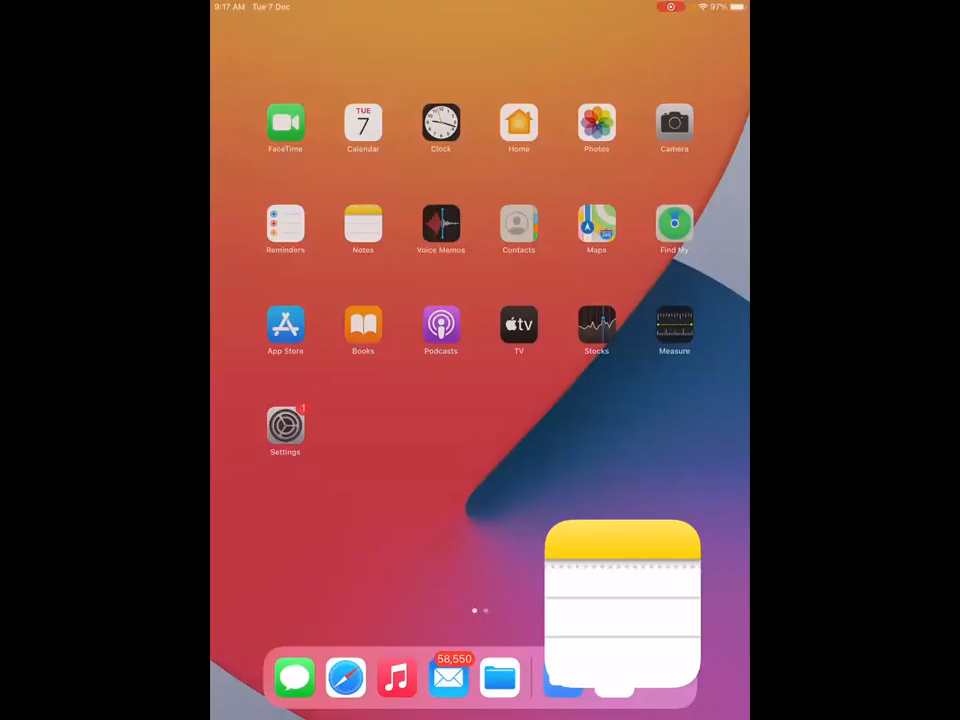 9:17 AM Tue 7 Dec
97%
TUE
7
FaceTime
Calendar
Clock
Home
Photos
Camera
Reminders
Notes
Voice Memos
Contacts
Maps
Find My
tv
App Store
Books
Podcasts
TV
Stocks
Measure
1
Settings
58,550